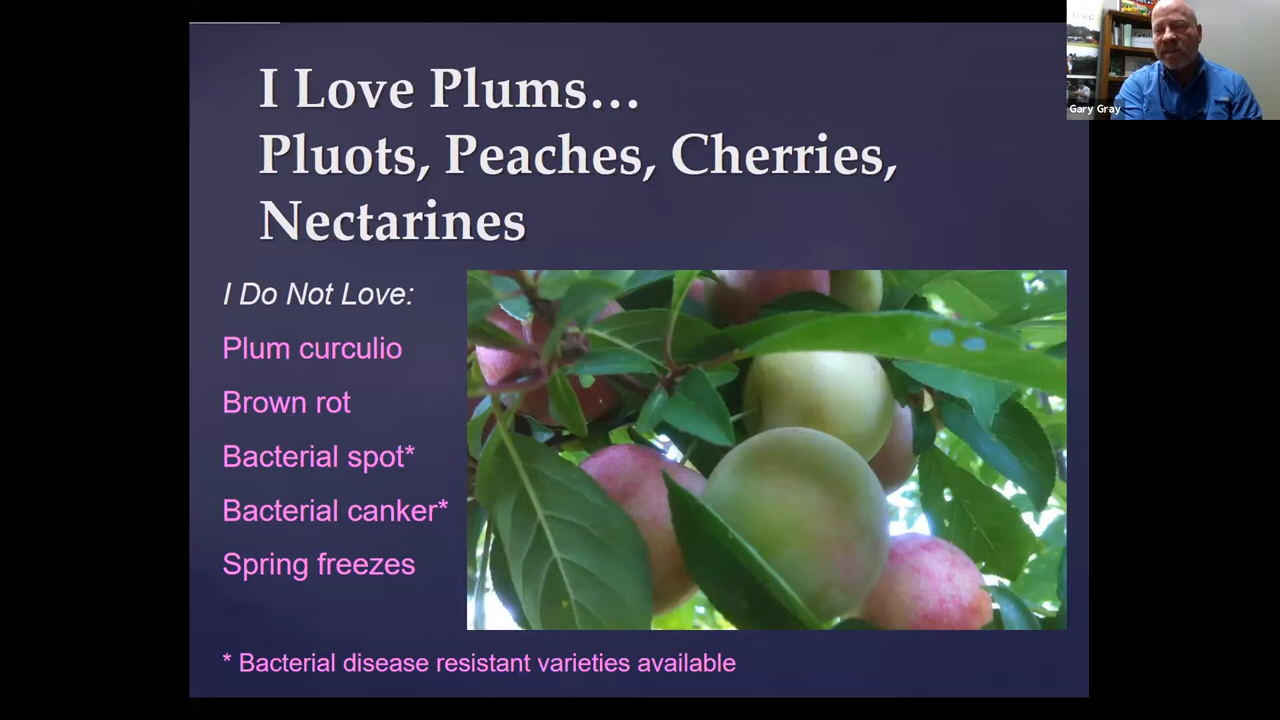 I Love Plums…
Pluots, Peaches, Cherries,
Nectarines
I Do Not Love:
Plum curculio
Brown rot
Bacterial spot*
Bacterial canker*
Spring freezes
* Bacterial disease resistant varieties available
Gary Gray